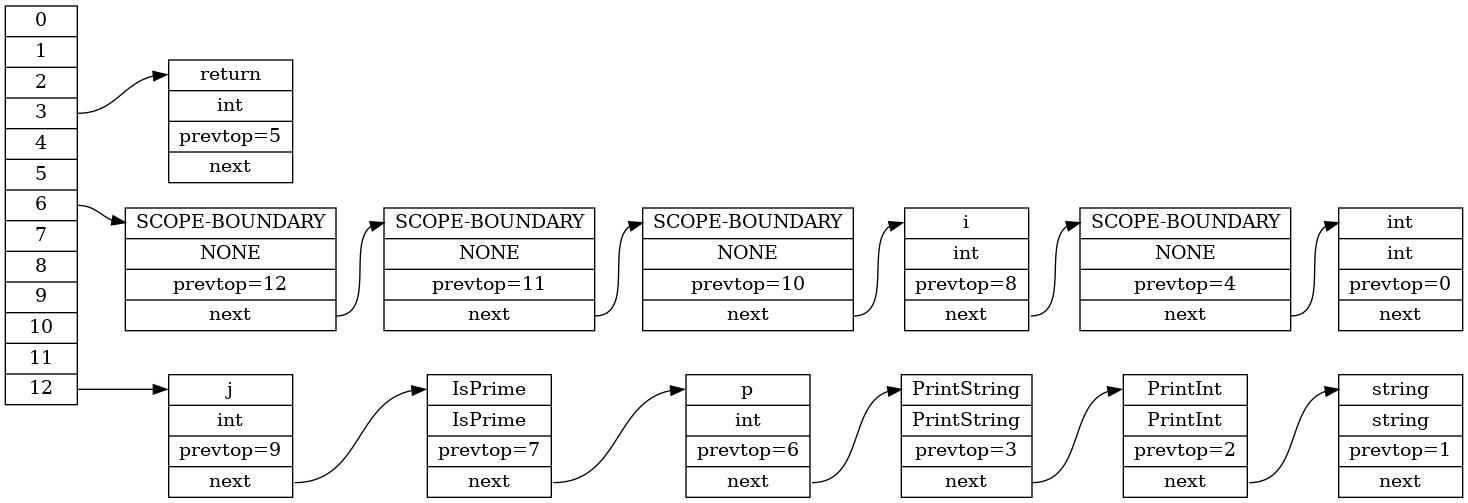 0
1
2
3
4
5
6
7
8
9
10
11
12
return
int
prevtop=5
next
SCOPE-BOUNDARY
NONE
prevtop=12
next
SCOPE-BOUNDARY
NONE
prevtop=11
next
SCOPE-BOUNDARY
NONE
prevtop=10
next
i
int
prevtop=8
next
SCOPE-BOUNDARY
NONE
prevtop=4
next
int
int
prevtop=0
next
j
int
prevtop=9
next
IsPrime
IsPrime
prevtop=7
next
p
int
prevtop=6
next
PrintString
PrintString
prevtop=3
next
PrintInt
PrintInt
prevtop=2
next
string
string
prevtop=1
next